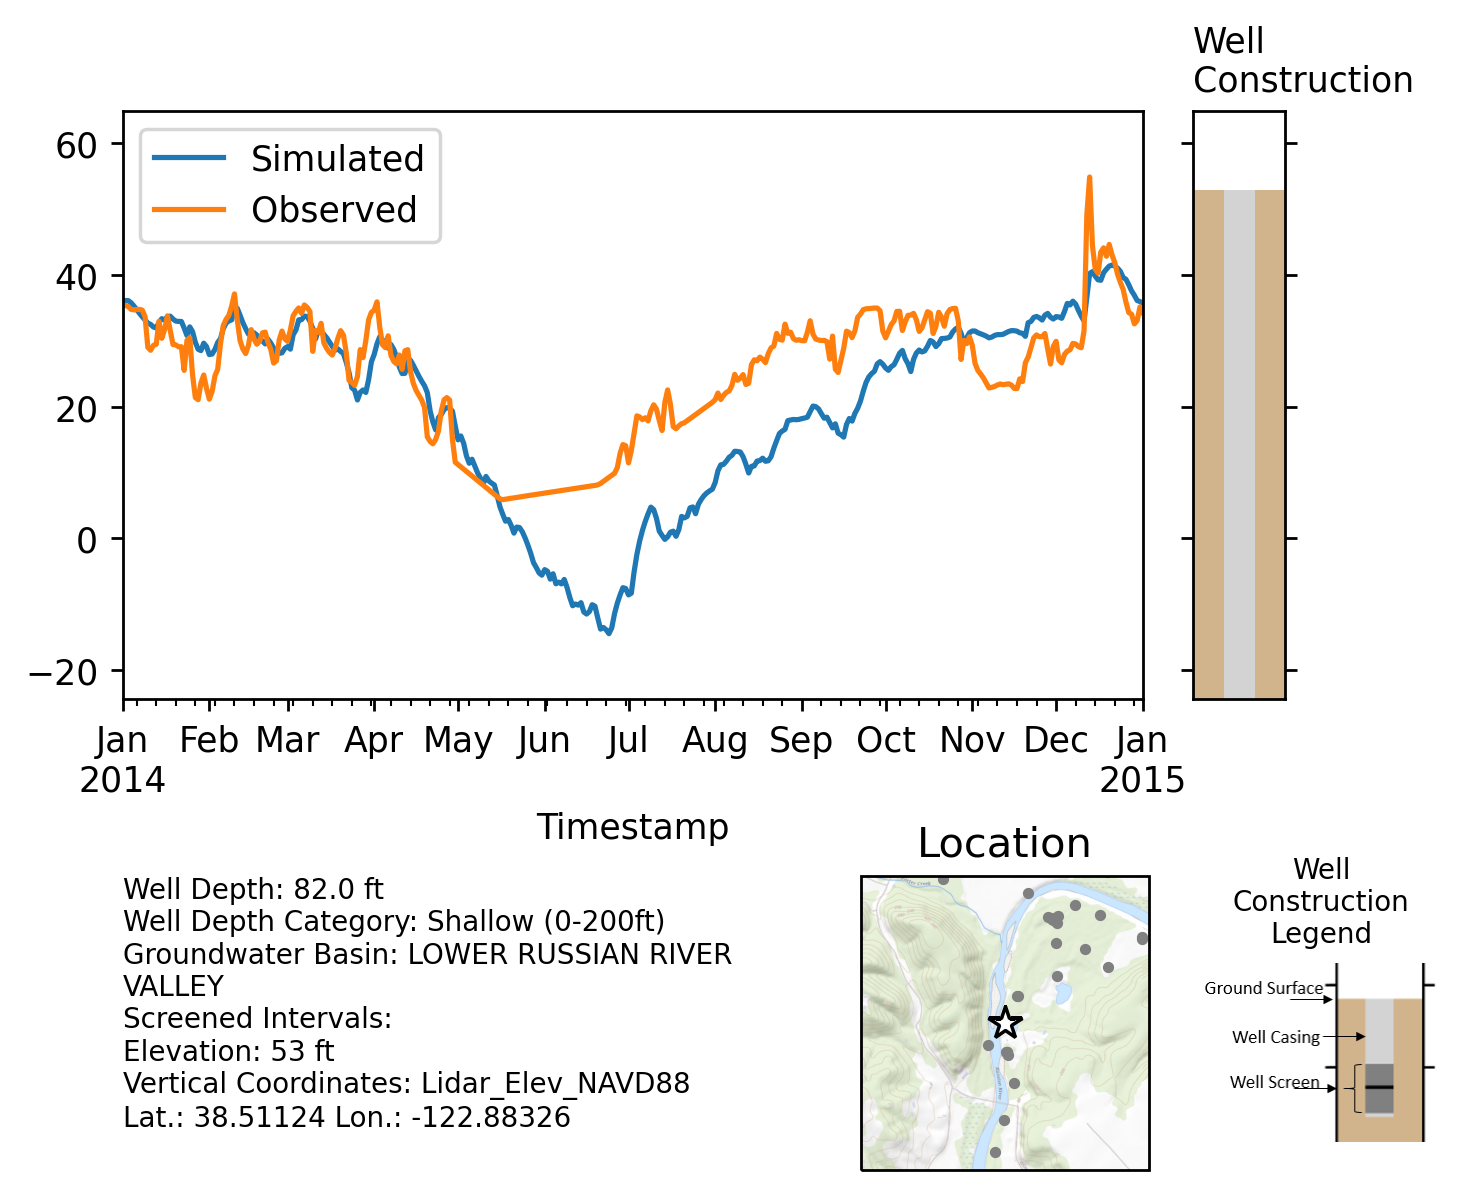 Well
Construction
60
40
20
0
−20
Simulated
Observed
Jan
2014
Feb
Mar
Apr
May
Jun
Jul
Aug
Sep
Oct
Nov
Dec
Jan
2015
Timestamp
Well Depth: 82.0 ft
Well Depth Category: Shallow (0-200ft)
Groundwater Basin: LOWER RUSSIAN RIVER
VALLEY
Screened Intervals:
Elevation: 53 ft
Vertical Coordinates: Lidar_Elev_NAVD88
Lat.: 38.51124 Lon.: -122.88326
Location
Well
Construction
Legend
Ground Surface
Well Casing
Well Screen